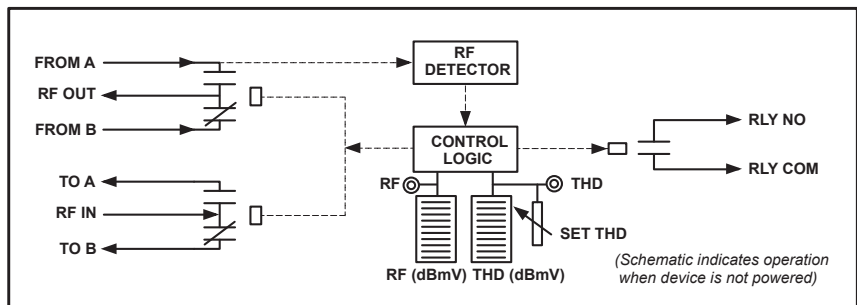 FROM A
RF OUT
FROM B
TO A
RF IN
TO B
RF
DETECTOR
CONTROL
LOGIC
RF
THD
SET THD
RF (dBmV) THD (dBmV)
RLY NO
RLY COM
(Schematic indicates operation
when device is not powered)